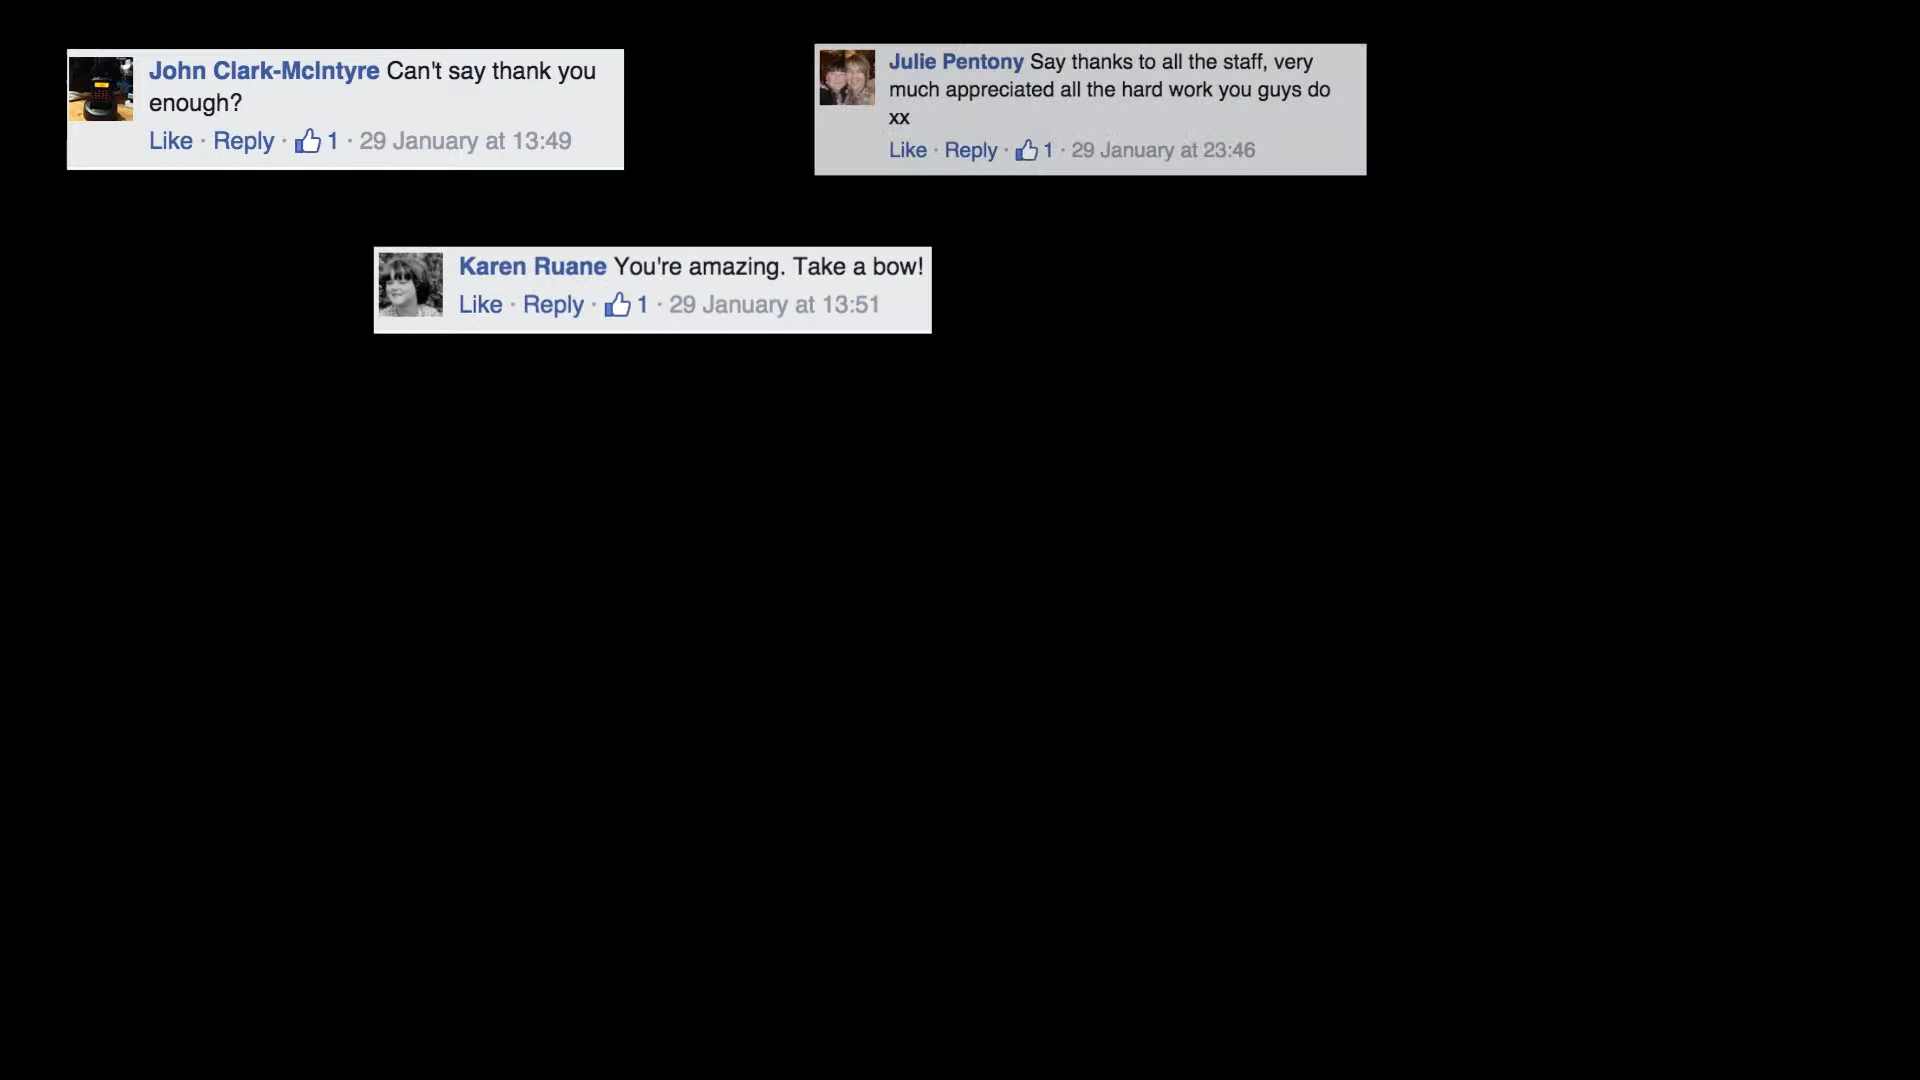 John Clark-McIntyre Can't say thank you
enough?
Like · Reply · 1 · 29 January at 13:49
Julie Pentony Say thanks to all the staff, very
much appreciated all the hard work you guys do
xx
Like · Reply · 1 · 29 January at 23:46
Karen Ruane You're amazing. Take a bow!
Like · Reply · 1 · 29 January at 13:51